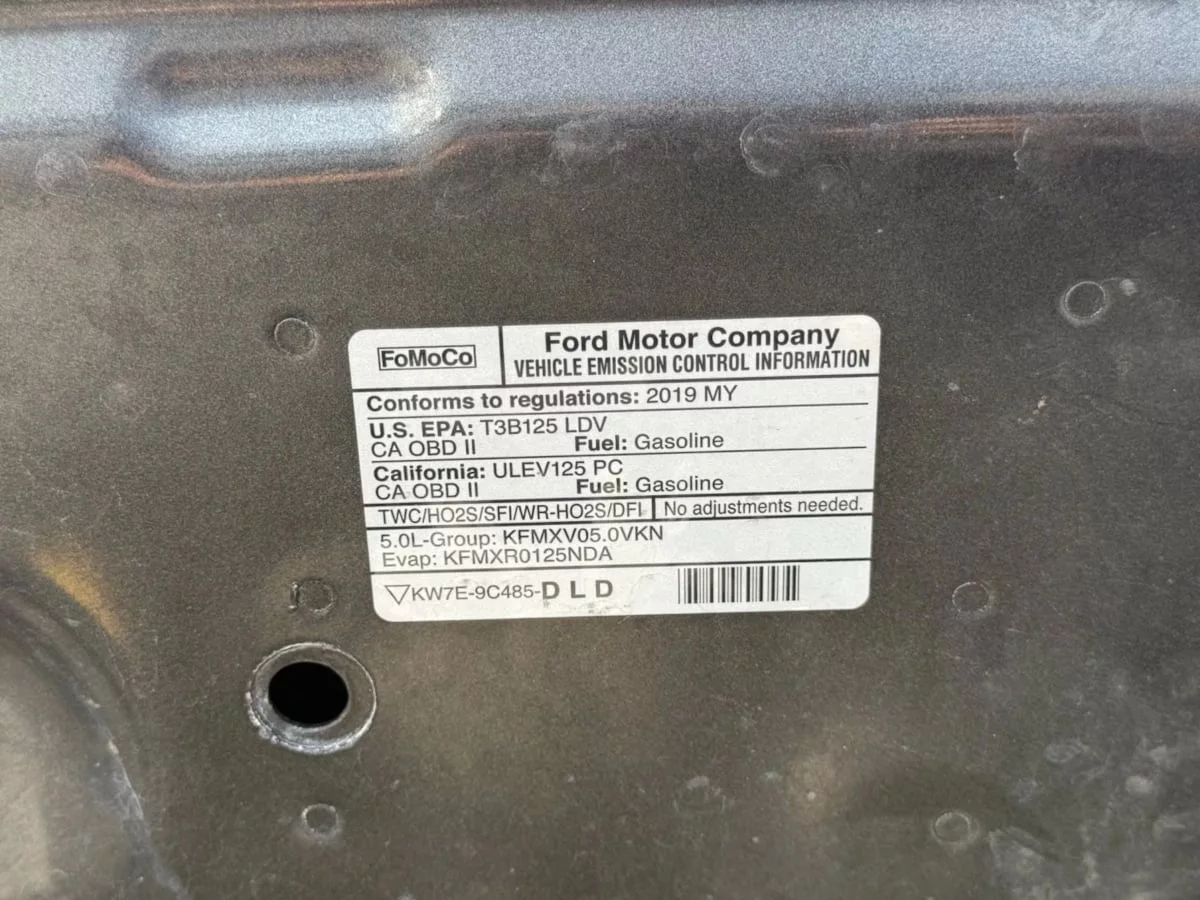 FoMoCo
Ford Motor Company
VEHICLE EMISSION CONTROL INFORMATION
Conforms to regulations: 2019 MY
U.S. EPA: T3B125 LDV
CA OBD II Fuel: Gasoline
California: ULEV125 PC
CA OBD II Fuel: Gasoline
TWC/HO2S/SFI/WR-HO2S/DFI No adjustments needed.
5.0L-Group: KFMXV05.0VKN
Evap: KFMXR0125NDA
KW7E-9C485-DLD